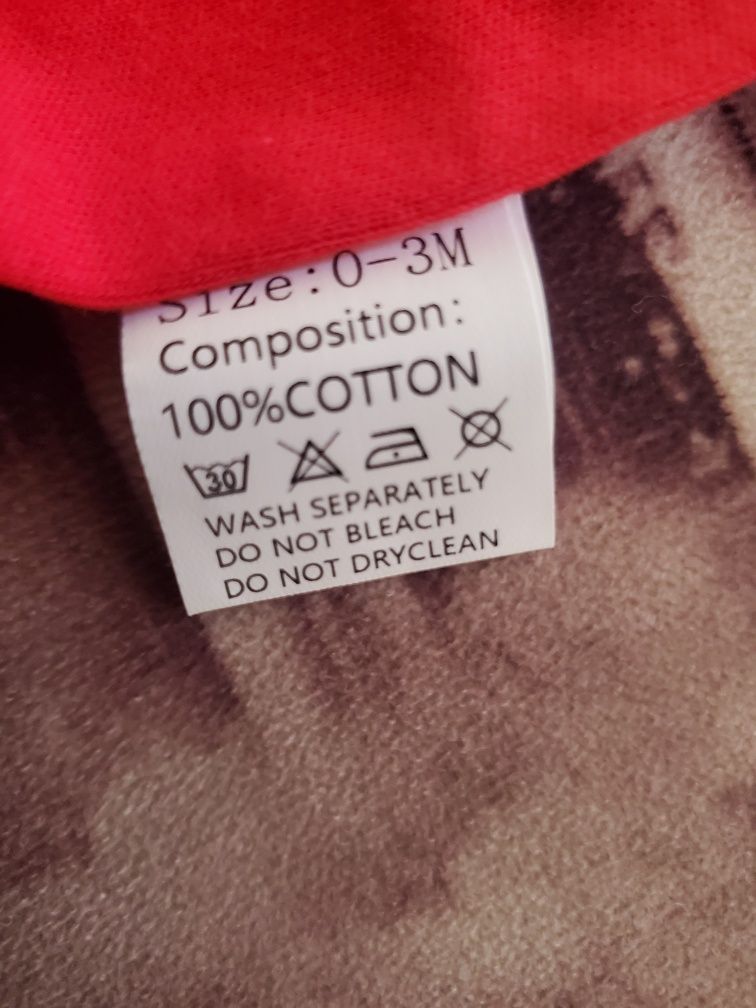 Size:0-3M
Composition:
100%COTTON
30
WASH SEPARATELY
DO NOT BLEACH
DO NOT DRYCLEAN